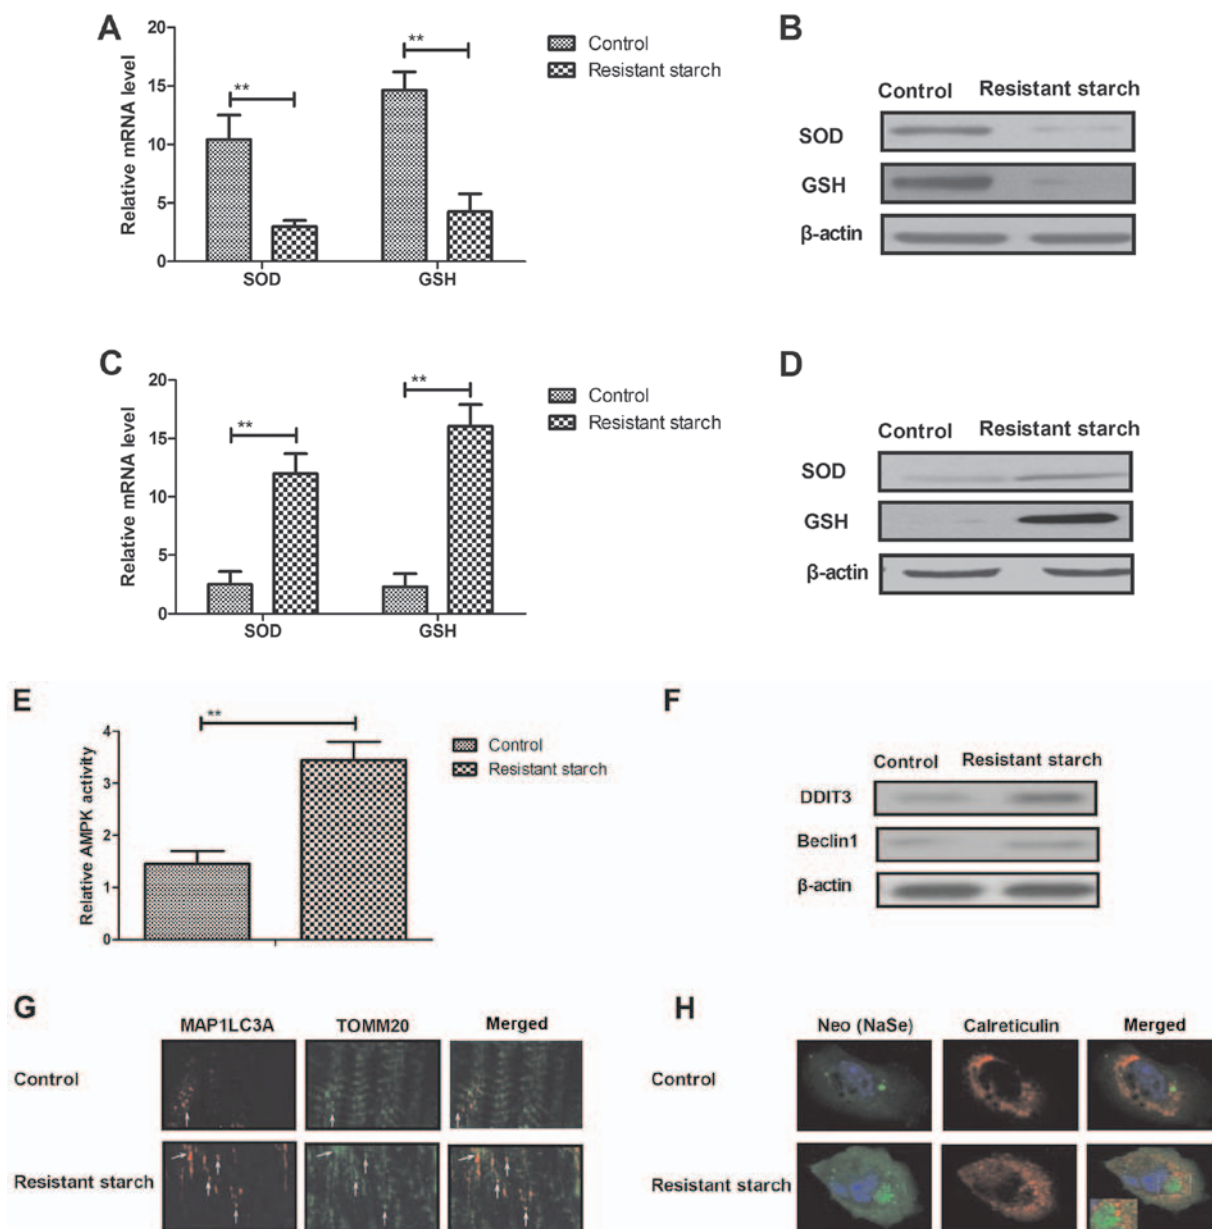 A
Relative mRNA level
20
15
10
5
0
**
**
SOD
GSH
Control
Resistant starch
B
Control Resistant starch
SOD
GSH
β-actin
C
Relative mRNA level
20
15
10
5
0
**
**
SOD
GSH
Control
Resistant starch
D
Control Resistant starch
SOD
GSH
β-actin
E
Relative AMPK activity
4
3
2
1
0
**
Control
Resistant starch
F
Control Resistant starch
DDIT3
Beclin1
β-actin
G
MAP1LC3A TOMM20 Merged
Control
Resistant starch
H
Neo (NaSe) Calreticulin Merged
Control
Resistant starch